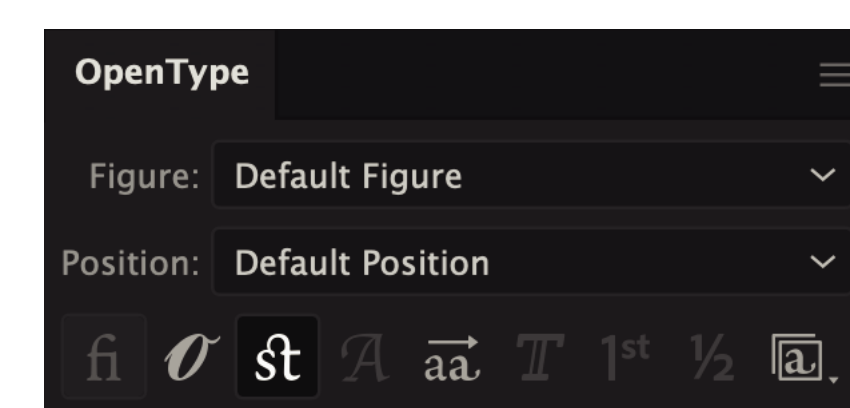 OpenType
Figure: Default Figure
Position: Default Position
fi O st A aa T 1st ½ a